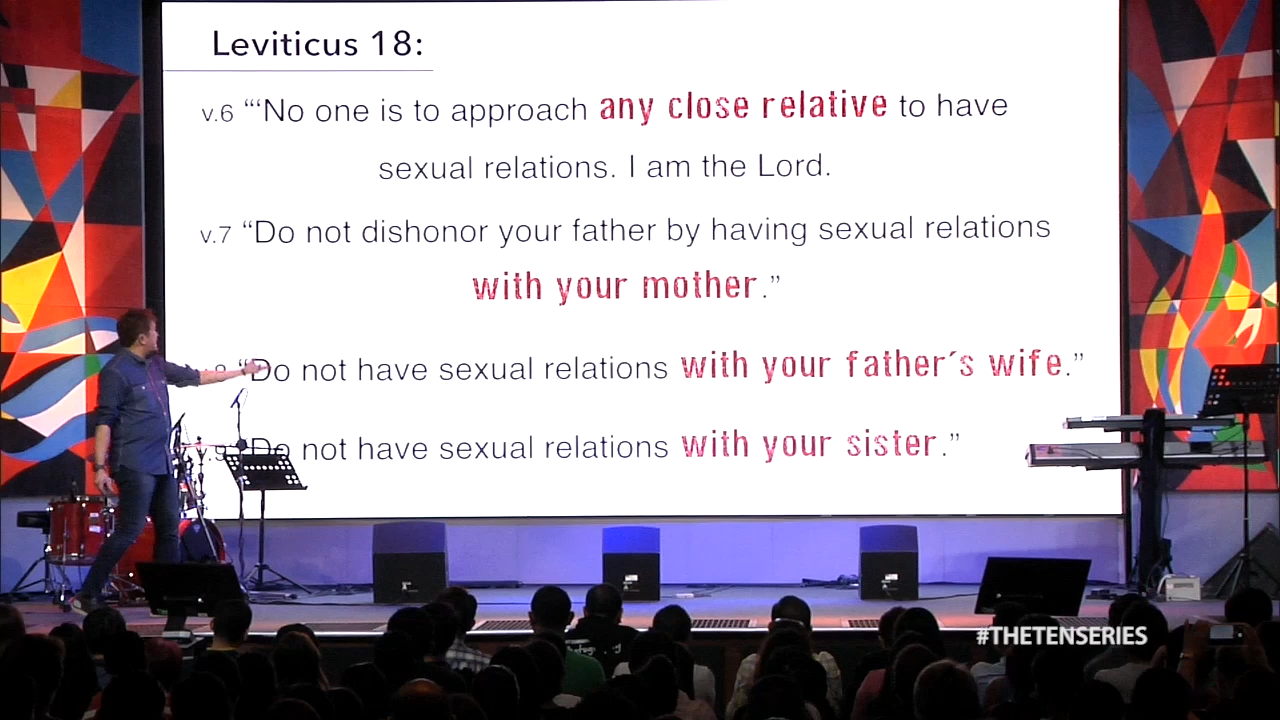 Leviticus 18:
v.6 “‘No one is to approach any close relative to have
sexual relations. I am the Lord.
v.7 “Do not dishonor your father by having sexual relations
with your mother.”
“Do not have sexual relations with your father´s wife.”
v.9 “Do not have sexual relations with your sister.”
#THETENSERIES